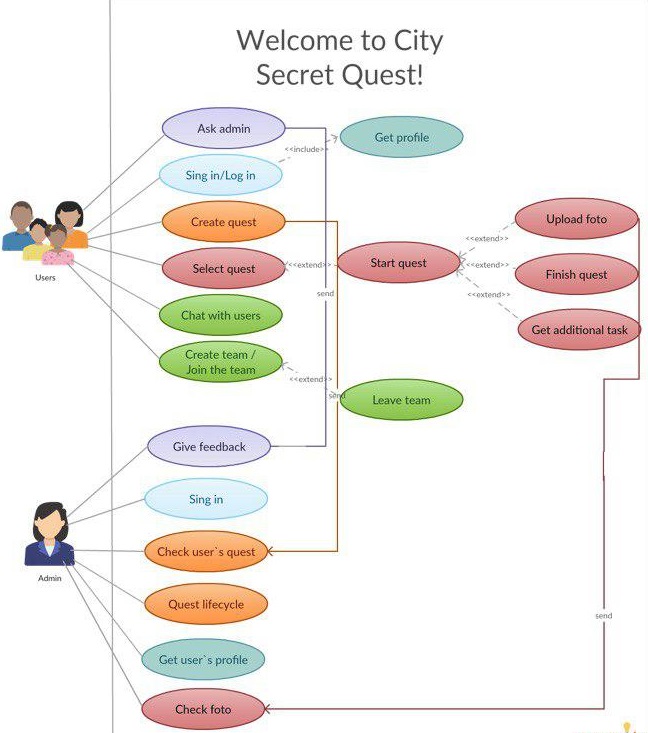 Welcome to City
Secret Quest!
Ask admin
Get profile
<<include>>
Sing in/Log in
Create quest
Upload foto
<<extend>>
Select quest
<<extend>>
Start quest
<<extend>>
Finish quest
Users
send
<<extend>>
Chat with users
Get additional task
Create team /
Join the team
<<extend>>
send
Leave team
Give feedback
Sing in
Check user`s quest
Admin
Quest lifecycle
send
Get user`s profile
Check foto